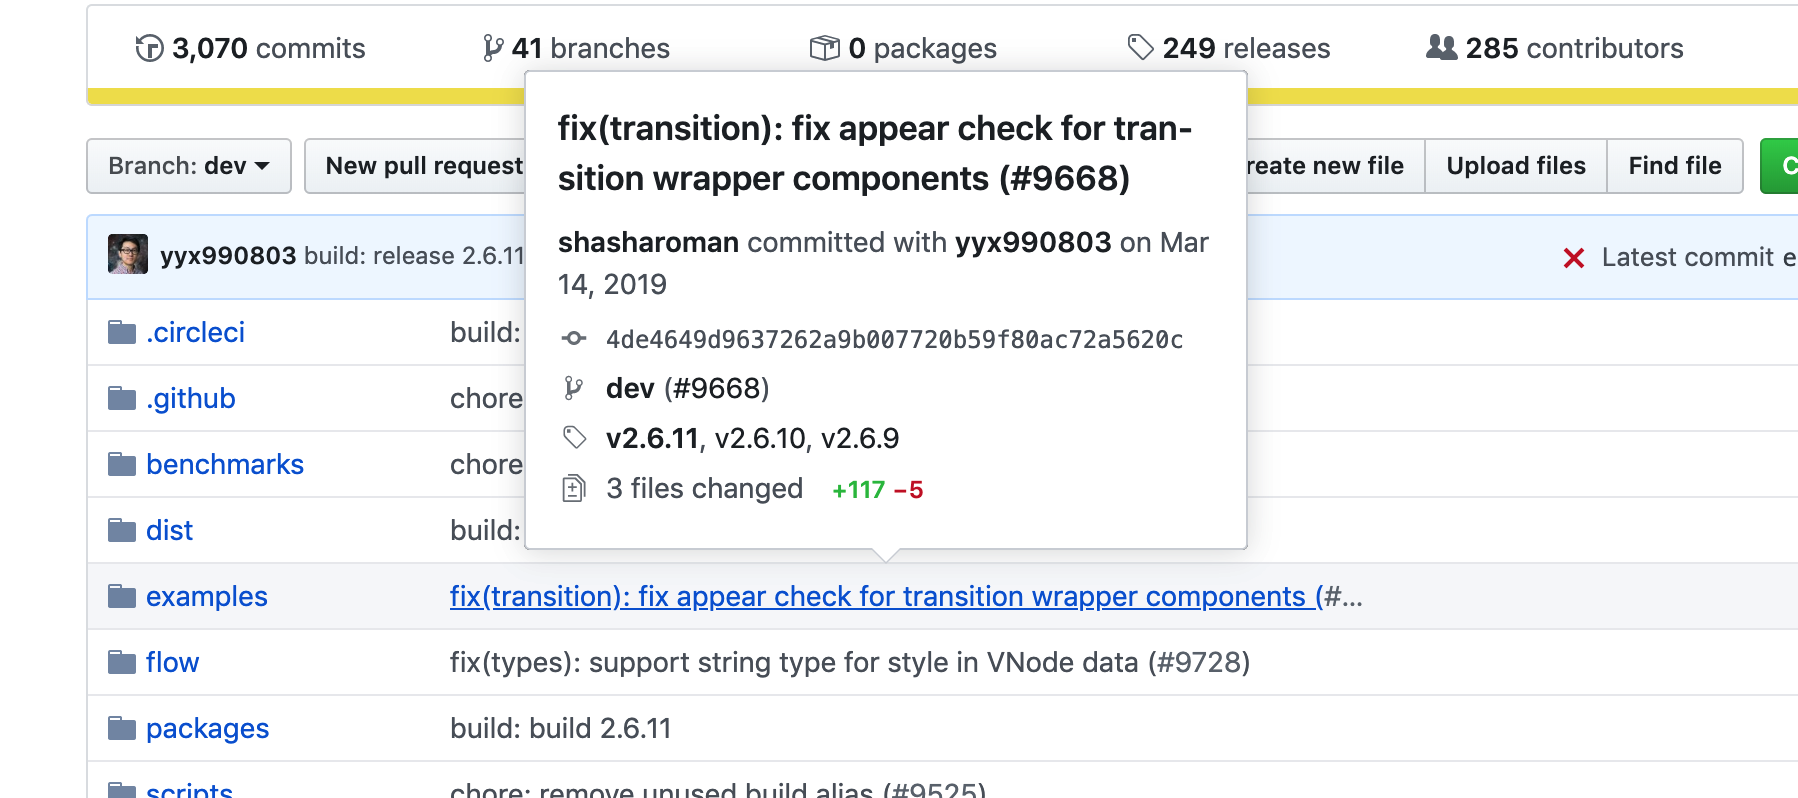 3,070 commits 41 branches 0 packages 249 releases 285 contributors
fix(transition): fix appear check for tran-
sition wrapper components (#9668)
shasharoman committed with yyx990803 on Mar
14, 2019
4de4649d9637262a9b007720b59f80ac72a5620c
dev (#9668)
v2.6.11, v2.6.10, v2.6.9
3 files changed +117 −5
Branch: dev New pull request reate new file Upload files Find file C
yyx990803 build: release 2.6.11 Latest commit e
.circleci build:
.github chore
benchmarks chore
dist build:
examples fix(transition): fix appear check for transition wrapper components (#...
flow fix(types): support string type for style in VNode data (#9728)
packages build: build 2.6.11
scripts chore: remove unused build alias (#9525)